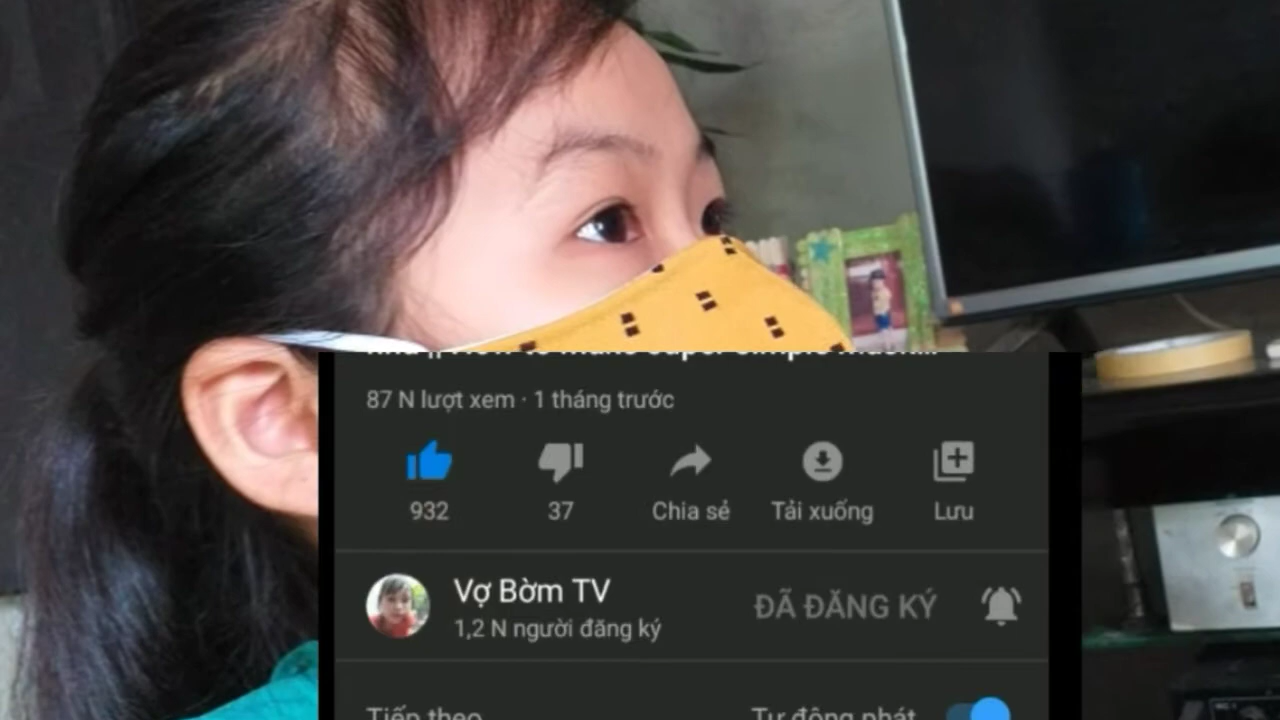 87 N lượt xem · 1 tháng trước
932
37
Chia sẻ
Tải xuống
Lưu
Vợ Bờm TV
1,2 N người đăng ký
ĐÃ ĐĂNG KÝ
Tiếp theo
Tự động phát